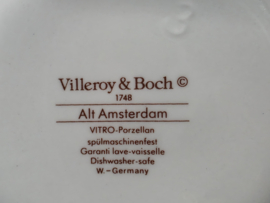 Villeroy & Boch ©
1748
Alt Amsterdam
VITRO-Porzellan
spülmaschinenfest
Garanti lave-vaisselle
Dishwasher-safe
W.-Germany